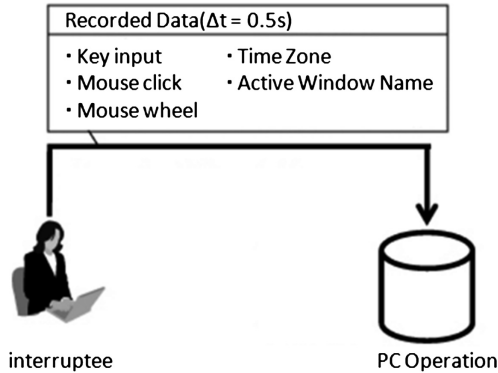 Recorded Data(Δt = 0.5s)
・Key input ・Time Zone
・Mouse click ・Active Window Name
・Mouse wheel
interruptee PC Operation